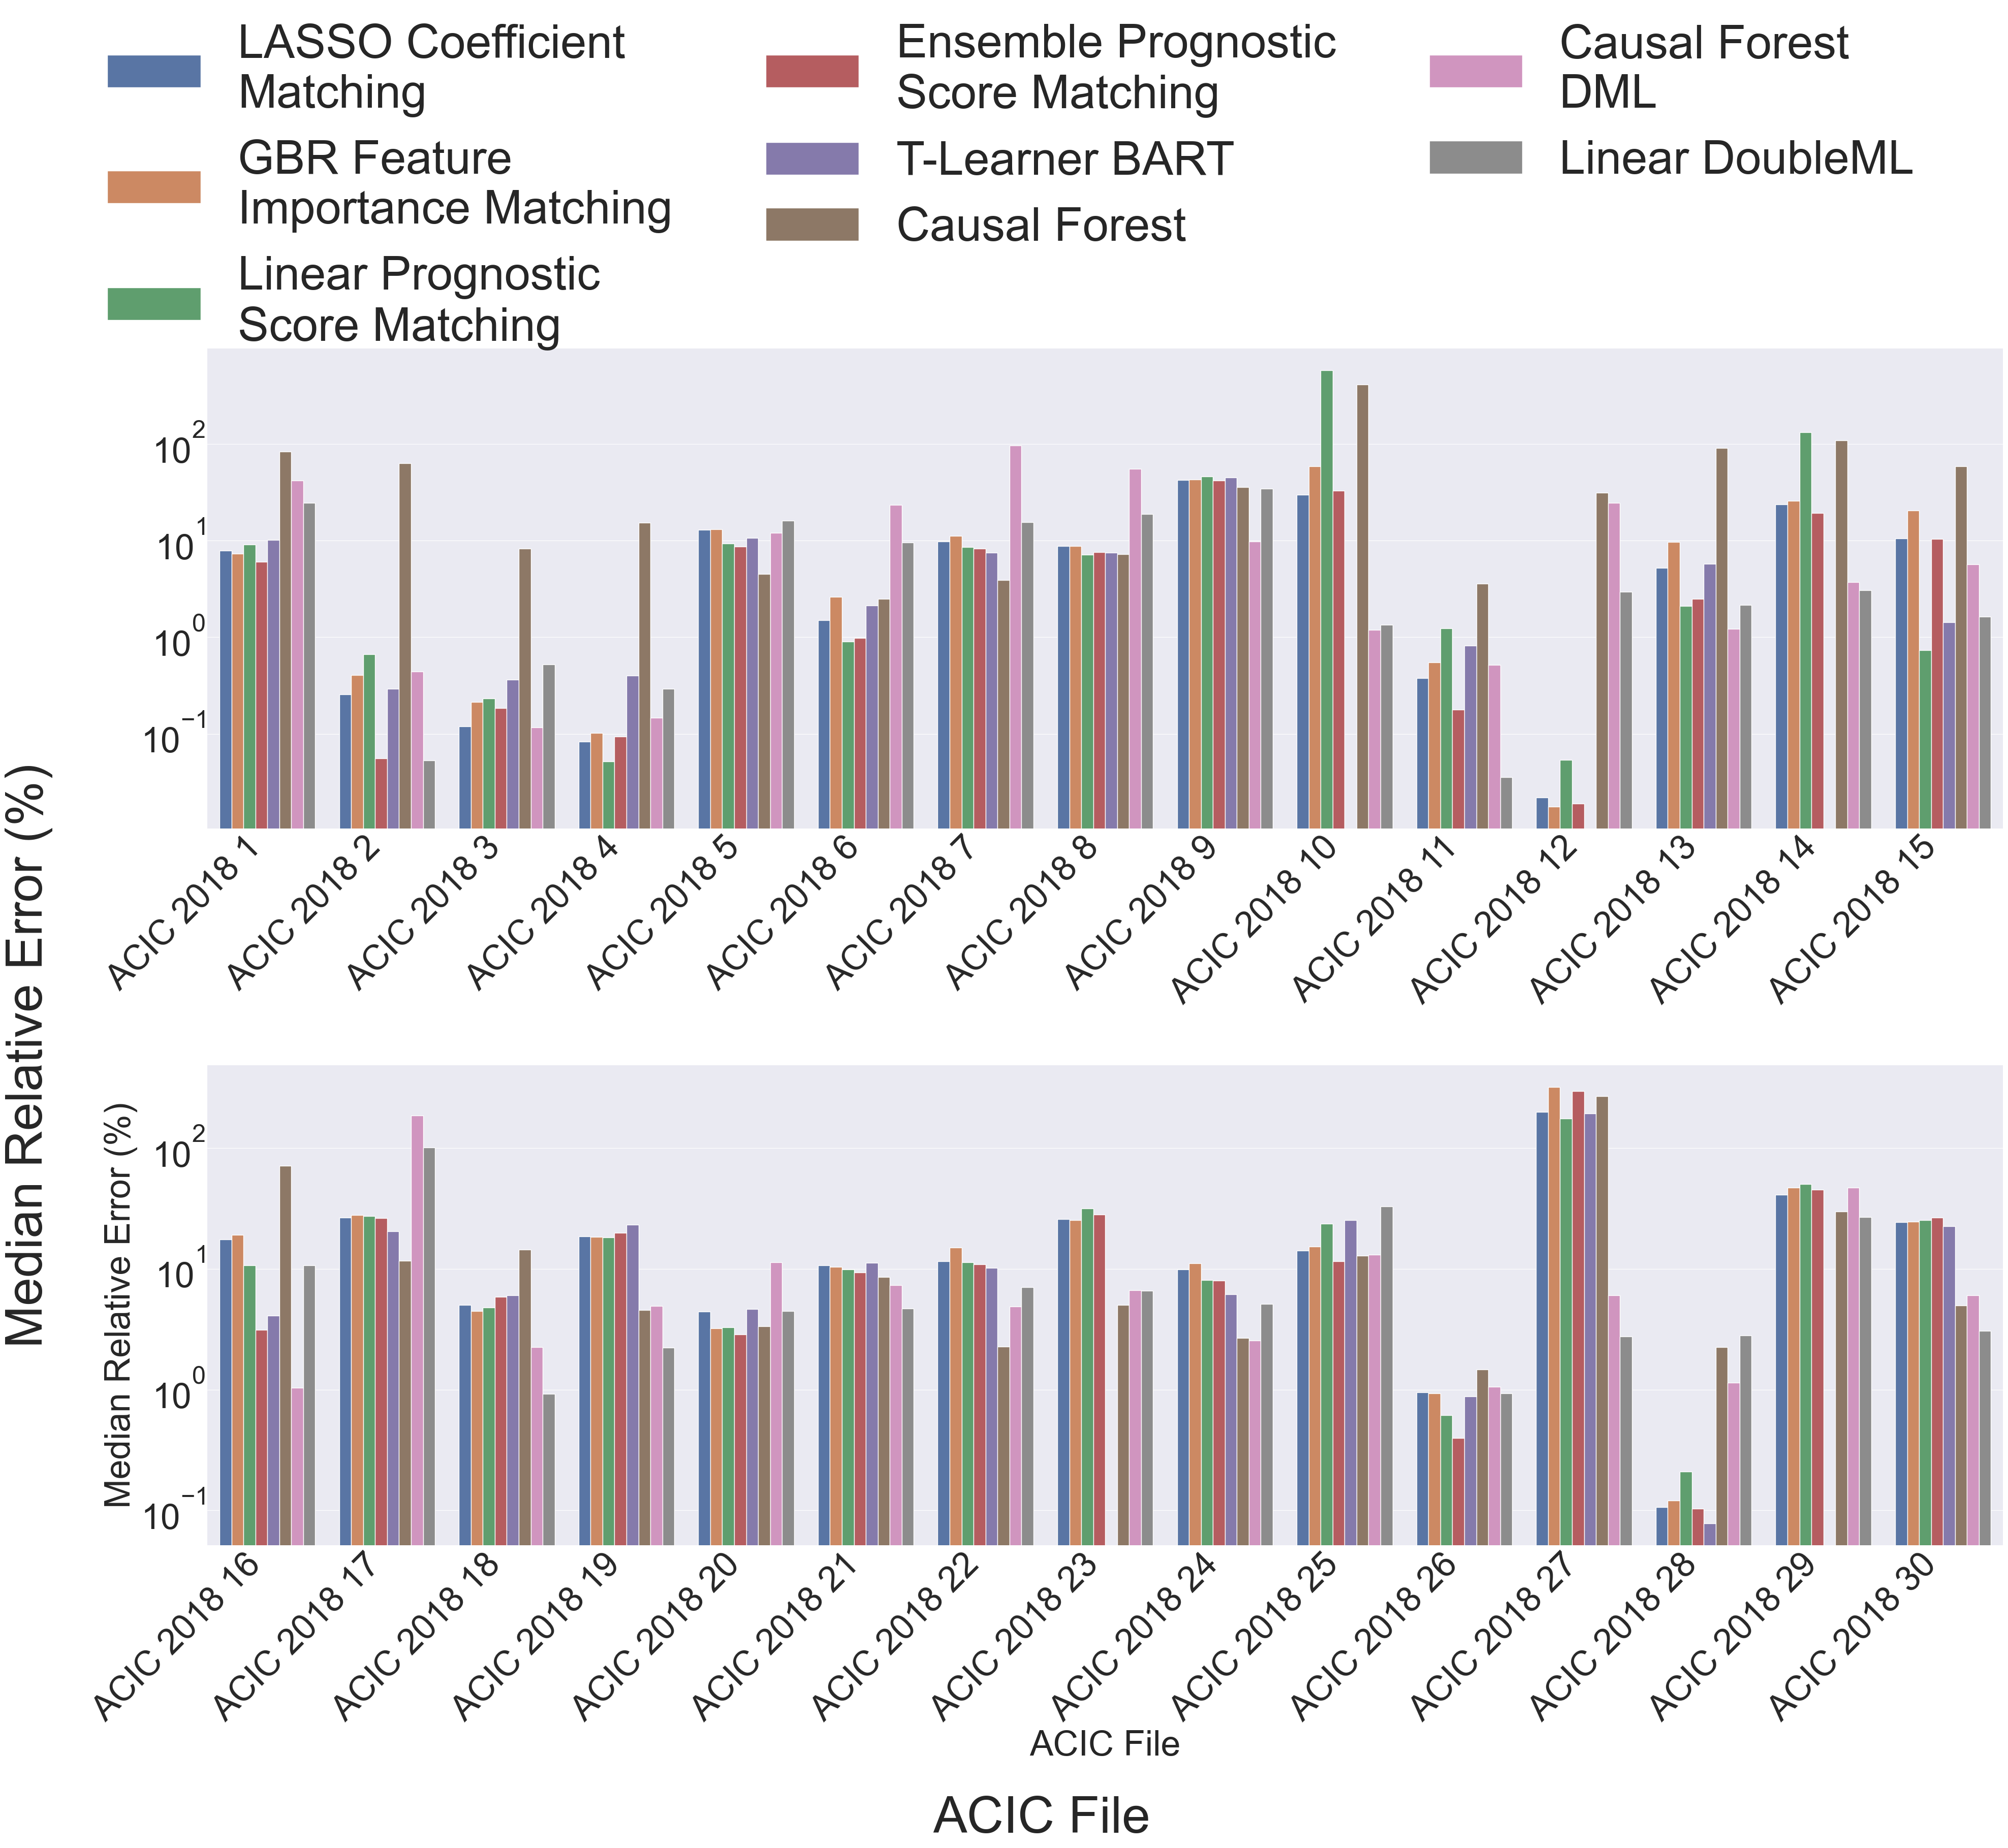 LASSO Coefficient
Matching
GBR Feature
Importance Matching
Linear Prognostic
Score Matching
Ensemble Prognostic
Score Matching
T-Learner BART
Causal Forest
Causal Forest
DML
Linear DoubleML
Median Relative Error (%)
10^2
10^1
10^0
10^−1
ACIC 2018 1
ACIC 2018 2
ACIC 2018 3
ACIC 2018 4
ACIC 2018 5
ACIC 2018 6
ACIC 2018 7
ACIC 2018 8
ACIC 2018 9
ACIC 2018 10
ACIC 2018 11
ACIC 2018 12
ACIC 2018 13
ACIC 2018 14
ACIC 2018 15
Median Relative Error (%)
10^2
10^1
10^0
10^−1
ACIC 2018 16
ACIC 2018 17
ACIC 2018 18
ACIC 2018 19
ACIC 2018 20
ACIC 2018 21
ACIC 2018 22
ACIC 2018 23
ACIC 2018 24
ACIC 2018 25
ACIC 2018 26
ACIC 2018 27
ACIC 2018 28
ACIC 2018 29
ACIC 2018 30
ACIC File
ACIC File